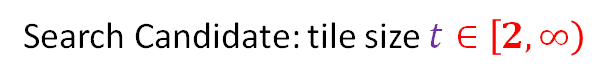 Search Candidate: tile size t ∈ [2, ∞)